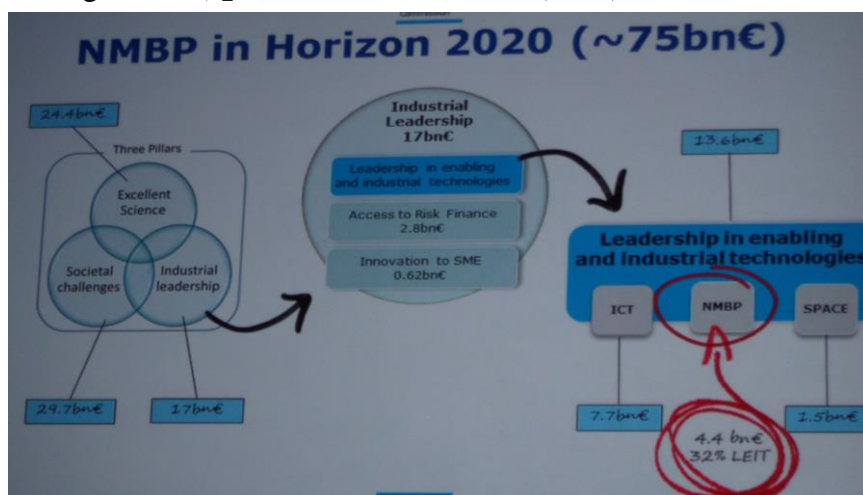 Commission
NMBP in Horizon 2020 (~75bn€)
24.4bn€
Three Pillars
Excellent
Science
Societal
challenges
Industrial
leadership
29.7bn€
17bn€
Industrial
Leadership
17bn€
Leadership in enabling
and industrial technologies
Access to Risk Finance
2.8bn€
Innovation to SME
0.62bn€
13.6bn€
Leadership in enabling
and industrial technologies
ICT
NMBP
SPACE
7.7bn€
4.4 bn€
32% LEIT
1.5bn€